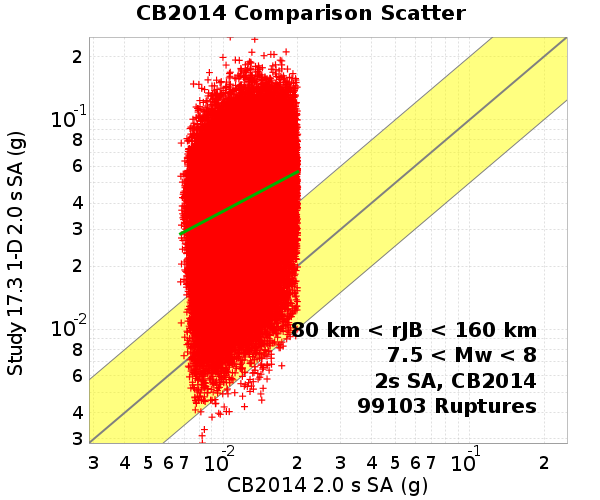 CB2014 Comparison Scatter
Study 17.3 1-D 2.0 s SA (g)
2
10^-1
8
6
4
3
2
10^-2
8
6
4
3
80 km < rJB < 160 km
7.5 < Mw < 8
2s SA, CB2014
99103 Ruptures
3 4 5 6 7 10^-2 2 3 4 5 6 7 10^-1 2
CB2014 2.0 s SA (g)